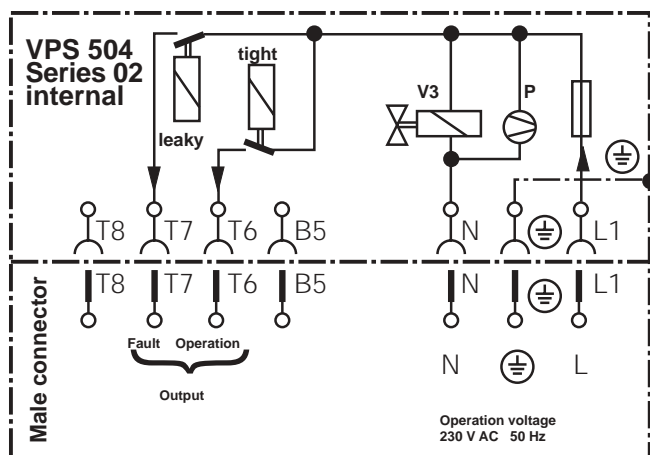 VPS 504
Series 02
internal
tight
leaky
V3
P
T8 T7 T6 B5 N L1
T8 T7 T6 B5 N L1
Male connector
Fault Operation
N L
Output
Operation voltage
230 V AC 50 Hz